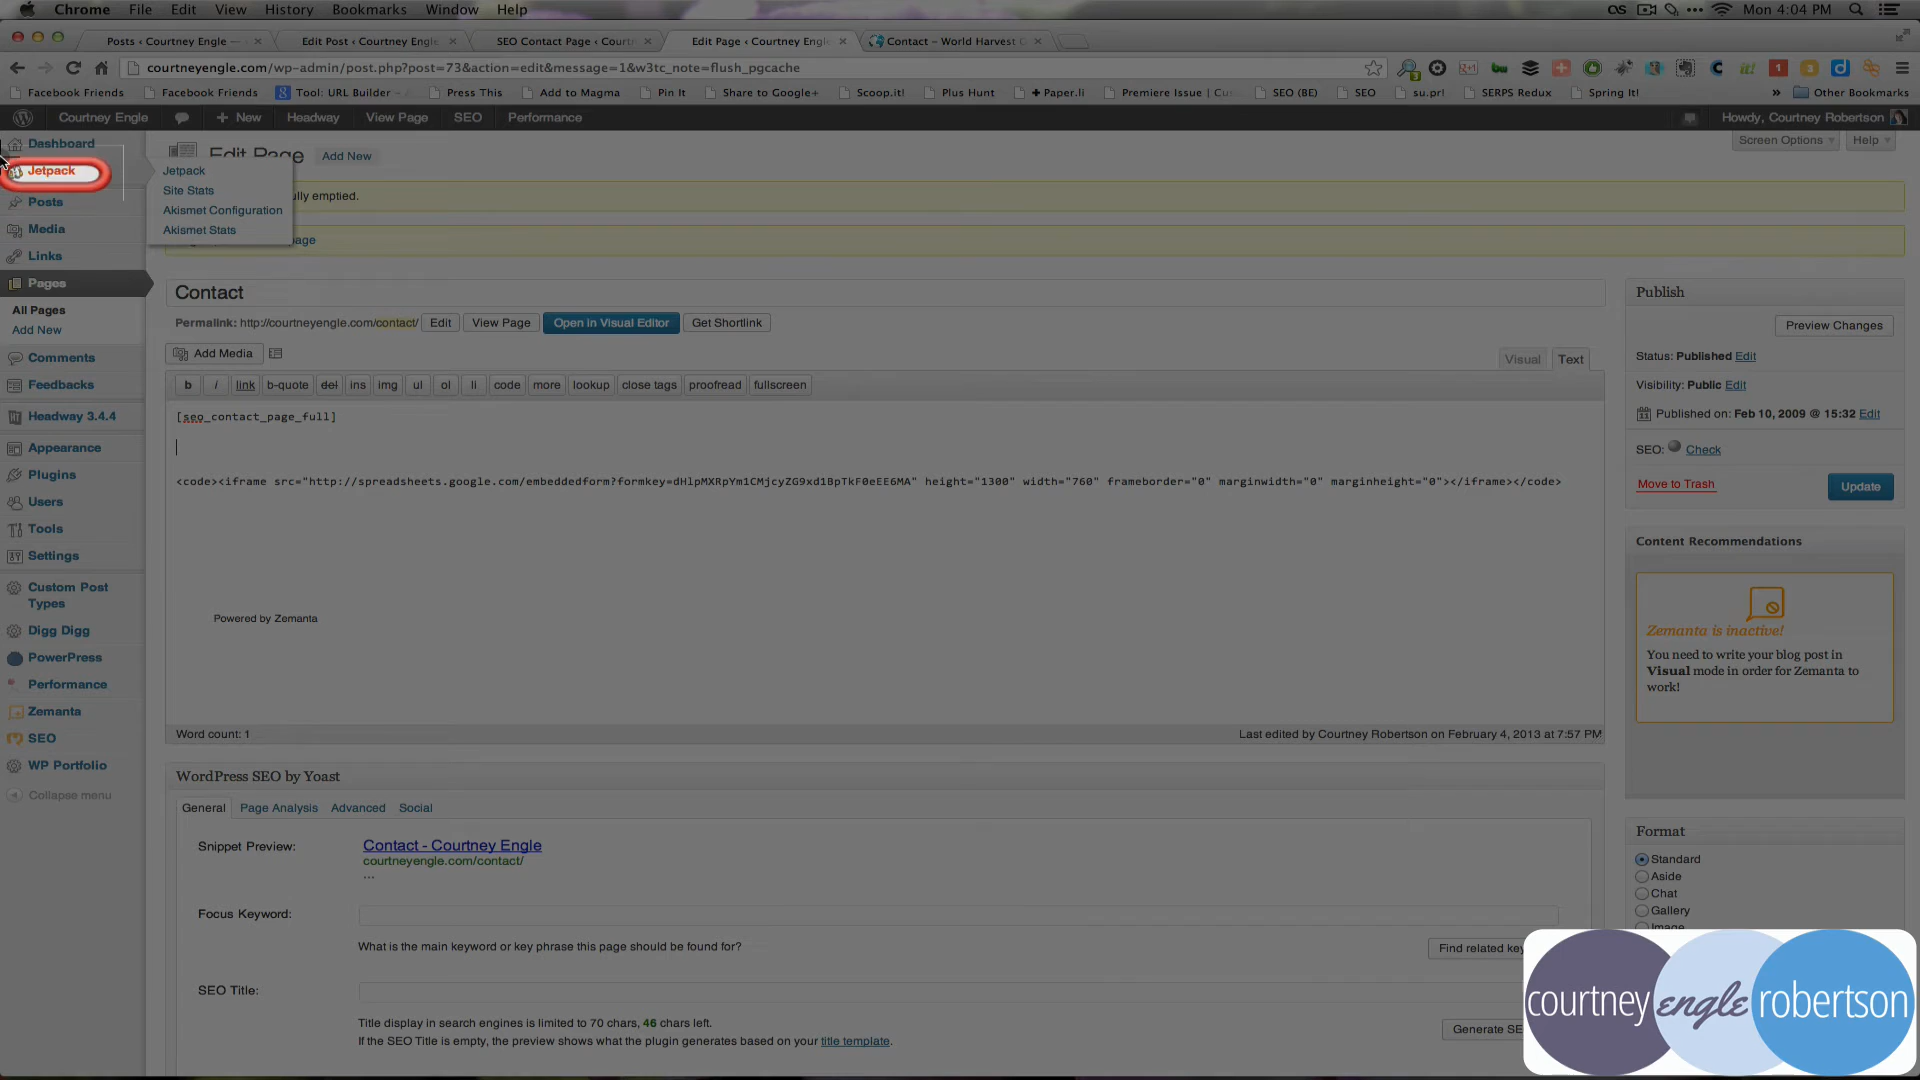 Chrome File Edit View History Bookmarks Window Help
Mon 4:04 PM
Posts ‹ Courtney Engle —
Edit Post ‹ Courtney Engle
SEO Contact Page ‹ Court
Edit Page ‹ Courtney Engle
Contact – World Harvest
courtneyengle.com/wp-admin/post.php?post=73&action=edit&message=1&w3tc_note=flush_pgcache
Facebook Friends
Facebook Friends
Tool: URL Builder –
Press This
Add to Magma
Pin It
Share to Google+
Scoop.it!
Plus Hunt
+ Paper.li
Premiere Issue | Cu
SEO (BE)
SEO
su.pr!
SERPS Redux
Spring It!
»
Other Bookmarks
Courtney Engle
+ New
Headway
View Page
SEO
Performance
Howdy, Courtney Robertson
Dashboard
Jetpack
Posts
Media
Links
Pages
All Pages
Add New
Comments
Feedbacks
Headway 3.4.4
Appearance
Plugins
Users
Tools
Settings
Custom Post
Types
Digg Digg
PowerPress
Performance
Zemanta
SEO
WP Portfolio
Collapse menu
Jetpack
Site Stats
Akismet Configuration
Akismet Stats
Edit Page
Add New
Screen Options
Help
ully emptied.
page
Contact
Permalink: http://courtneyengle.com/contact/
Edit
View Page
Open in Visual Editor
Get Shortlink
Add Media
Visual
Text
b i link b-quote del ins img ul ol li code more lookup close tags proofread fullscreen
[seo_contact_page_full]
<code><iframe src="http://spreadsheets.google.com/embeddedform?formkey=dHlpMXRpYm1CMjcyZG9xd1BpTkF0eEE6MA" height="1300" width="760" frameborder="0" marginwidth="0" marginheight="0"></iframe></code>
Powered by Zemanta
Word count: 1
Last edited by Courtney Robertson on February 4, 2013 at 7:57 PM
WordPress SEO by Yoast
General Page Analysis Advanced Social
Snippet Preview:
Contact - Courtney Engle
courtneyengle.com/contact/
...
Focus Keyword:
What is the main keyword or key phrase this page should be found for?
Find related key
SEO Title:
Title display in search engines is limited to 70 chars, 46 chars left.
If the SEO Title is empty, the preview shows what the plugin generates based on your title template.
Generate SE
Publish
Preview Changes
Status: Published Edit
Visibility: Public Edit
Published on: Feb 10, 2009 @ 15:32 Edit
SEO: Check
Move to Trash
Update
Content Recommendations
Zemanta is inactive!
You need to write your blog post in
Visual mode in order for Zemanta to
work!
Format
Standard
Aside
Chat
Gallery
Image
courtney engle robertson